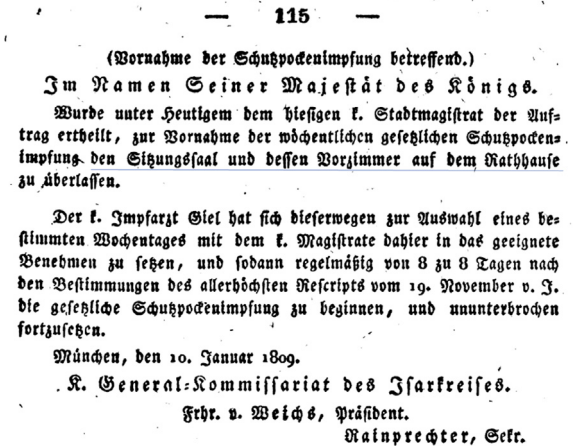 — 115 —
(Vornahme der Schutzpockenimpfung betreffend.)
Im Namen Seiner Majestät des Königs.
Wurde unter Heutigem dem hiesigen k. Stadtmagistrat der Auf-
trag ertheilt, zur Vornahme der wöchentlichen gesetzlichen Schutzpocken-
impfung den Sitzungssaal und dessen Vorzimmer auf dem Rathhause
zu überlassen.
Der k. Impfarzt Giel hat sich dieserwegen zur Auswahl eines be-
stimmten Wochentages mit dem k. Magistrate dahier in das geeignete
Benehmen zu setzen, und sodann regelmäßig von 8 zu 8 Tagen nach
den Bestimmungen des allerhöchsten Rescripts vom 19. November v. J.
die gesetzliche Schutzpockenimpfung zu beginnen, und ununterbrochen
fortzusetzen.
München, den 10. Januar 1809.
K. General-Kommissariat des Isarkreises.
Frhr. v. Weichs, Präsident.
Rainprechter, Sekr.